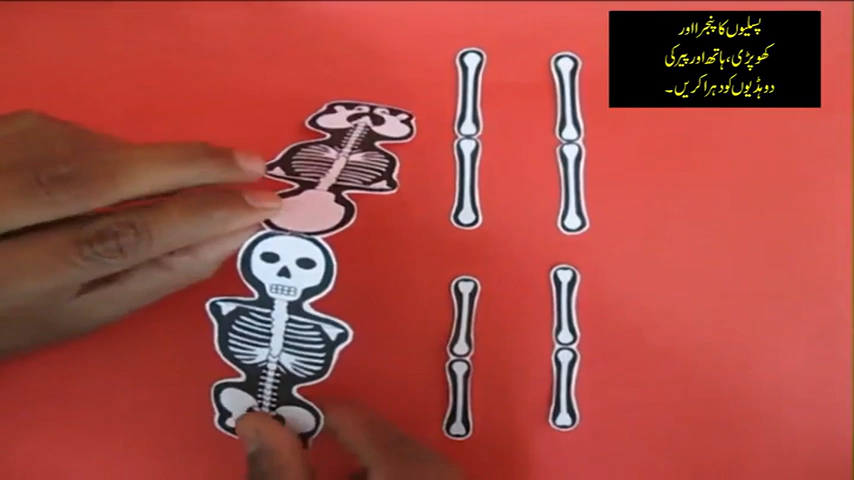 پسلیوں کا پنجرا اور
کھوپڑی، ہاتھ اور پیر کی
دو ہڈیوں کو دہرا کریں۔